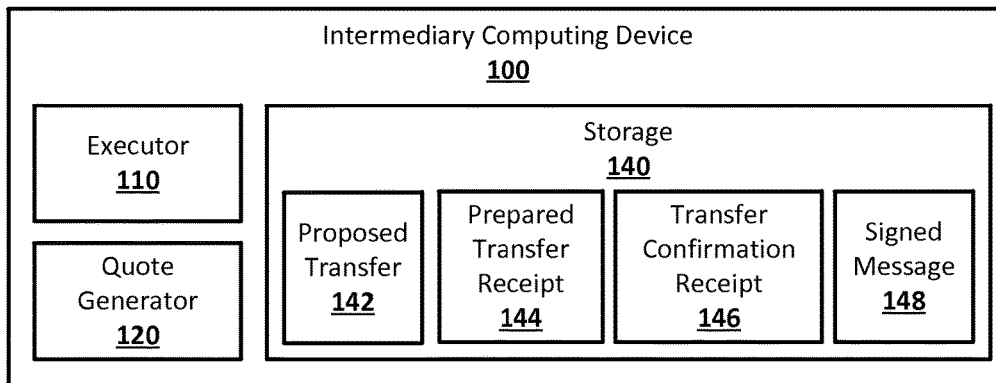 Intermediary Computing Device
100
Executor
110
Quote
Generator
120
Storage
140
Proposed
Transfer
142
Prepared
Transfer
Receipt
144
Transfer
Confirmation
Receipt
146
Signed
Message
148